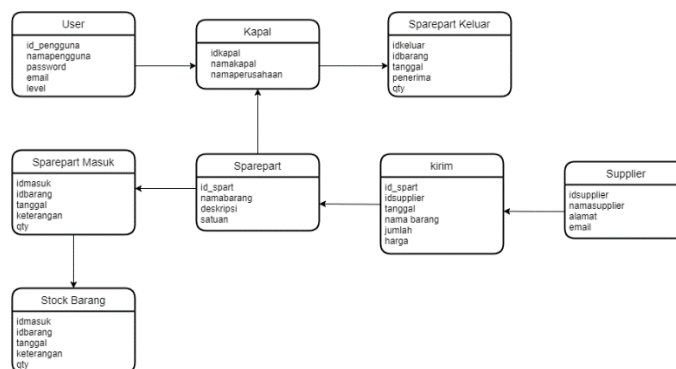 User
id_pengguna
namapengguna
password
email
level
Kapal
idkapal
namakapal
namaperusahaan
Sparepart Keluar
idkeluar
idbarang
tanggal
penerima
qty
Sparepart Masuk
idmasuk
idbarang
tanggal
keterangan
qty
Sparepart
id_spart
namabarang
deskripsi
satuan
kirim
id_spart
idsupplier
tanggal
nama barang
jumlah
harga
Supplier
idsupplier
namasupplier
alamat
email
Stock Barang
idmasuk
idbarang
tanggal
keterangan
qty